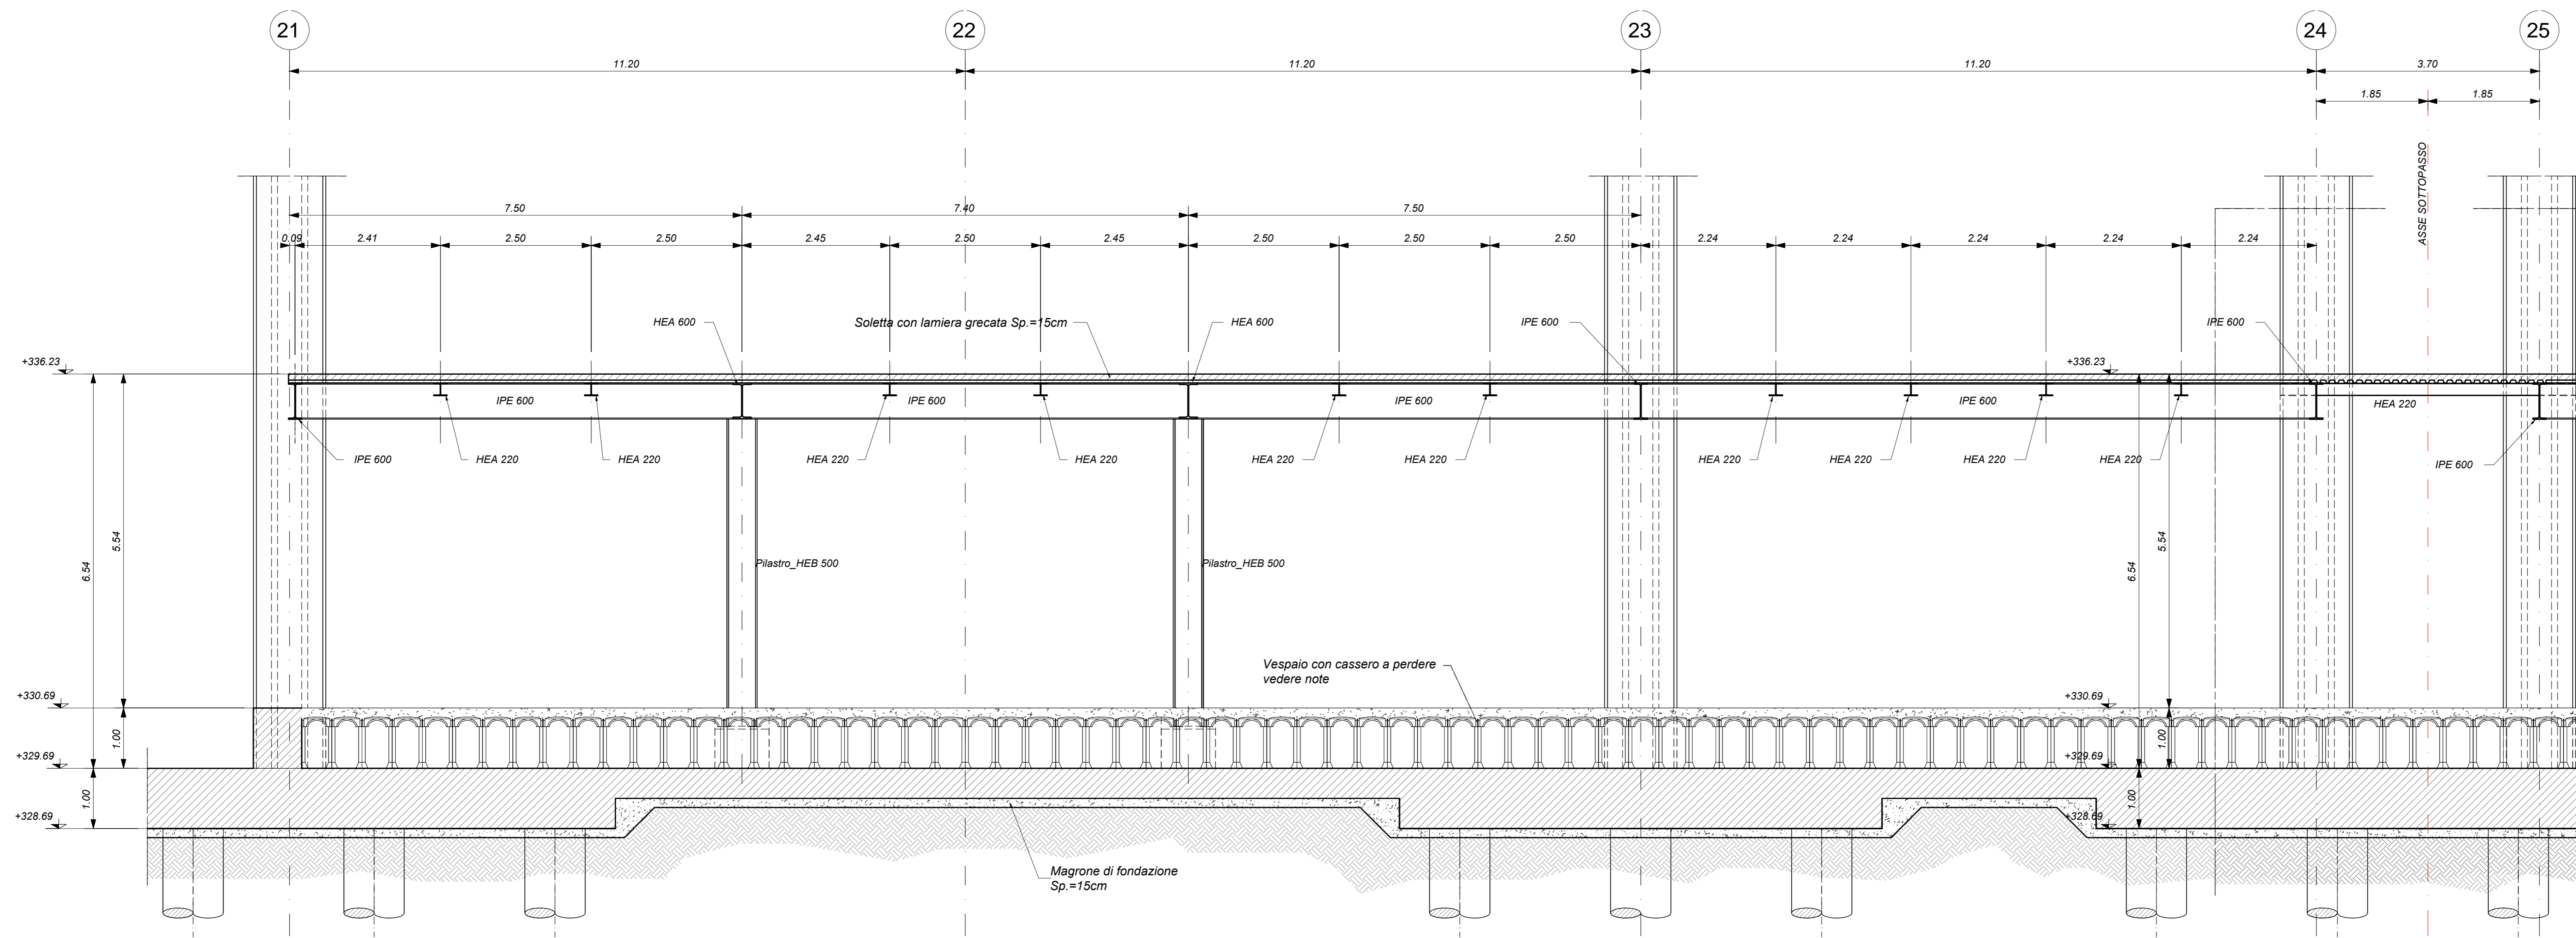 21
22
23
24
25
11.20
11.20
11.20
3.70
1.85
1.85
ASSE SOTTOPASSO
7.50
7.40
7.50
0.09
2.41
2.50
2.50
2.45
2.50
2.45
2.50
2.50
2.50
2.24
2.24
2.24
2.24
2.24
HEA 600
Soletta con lamiera grecata Sp.=15cm
HEA 600
IPE 600
IPE 600
+336.23
+336.23
IPE 600
IPE 600
IPE 600
IPE 600
HEA 220
IPE 600
HEA 220
HEA 220
HEA 220
HEA 220
HEA 220
HEA 220
HEA 220
HEA 220
HEA 220
HEA 220
IPE 600
6.54
5.54
6.54
5.54
Pilastro_HEB 500
Pilastro_HEB 500
Vespaio con cassero a perdere
vedere note
+330.69
+330.69
1.00
1.00
+329.69
+329.69
1.00
1.00
+328.69
+328.69
Magrone di fondazione
Sp.=15cm